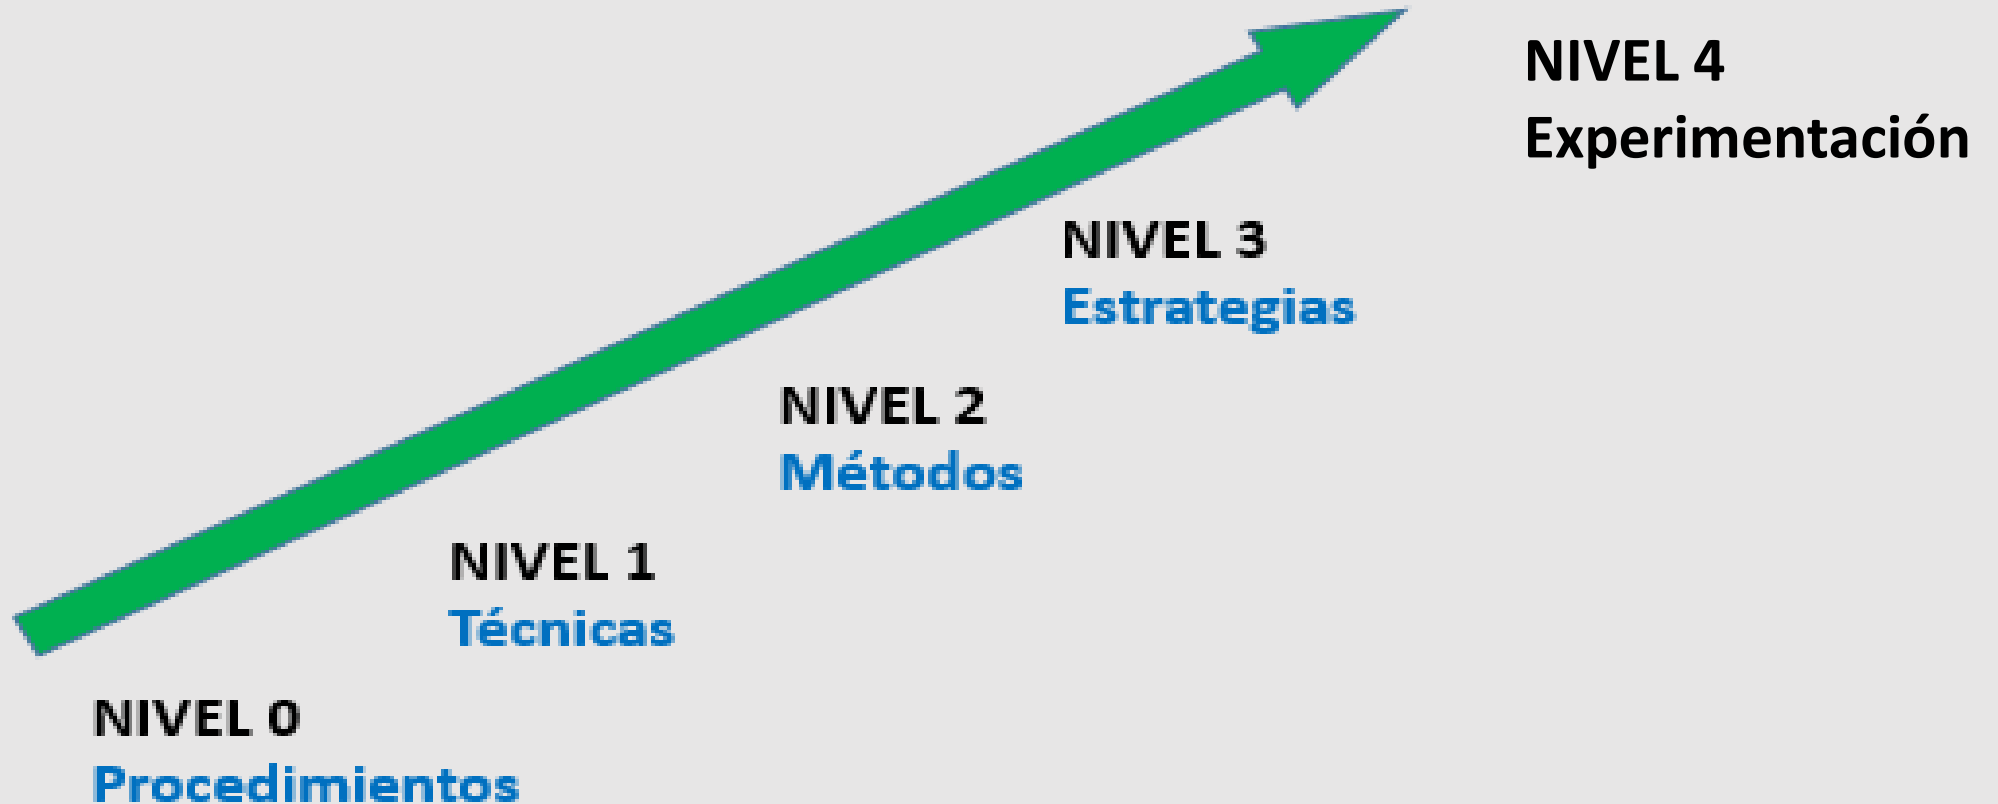 NIVEL 4
Experimentación
NIVEL 3
Estrategias
NIVEL 2
Métodos
NIVEL 1
Técnicas
NIVEL 0
Procedimientos